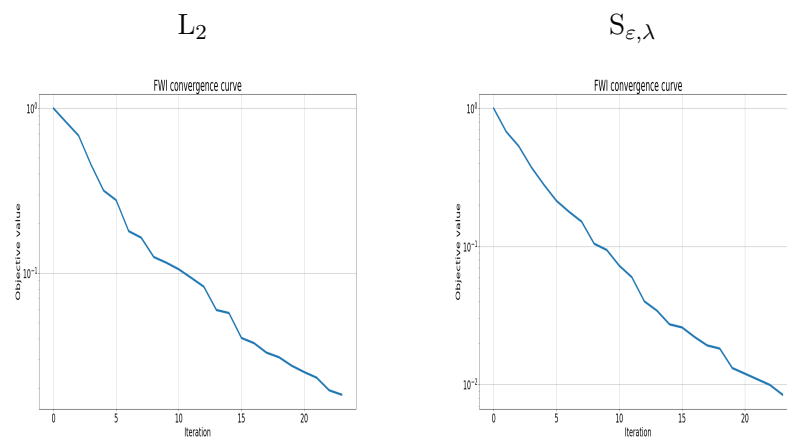 L₂
S_{ε,λ}
FWI convergence curve
10⁰
10⁻¹
Objective value
0 5 10 15 20
Iteration
FWI convergence curve
10⁰
10⁻¹
10⁻²
Objective value
0 5 10 15 20
Iteration